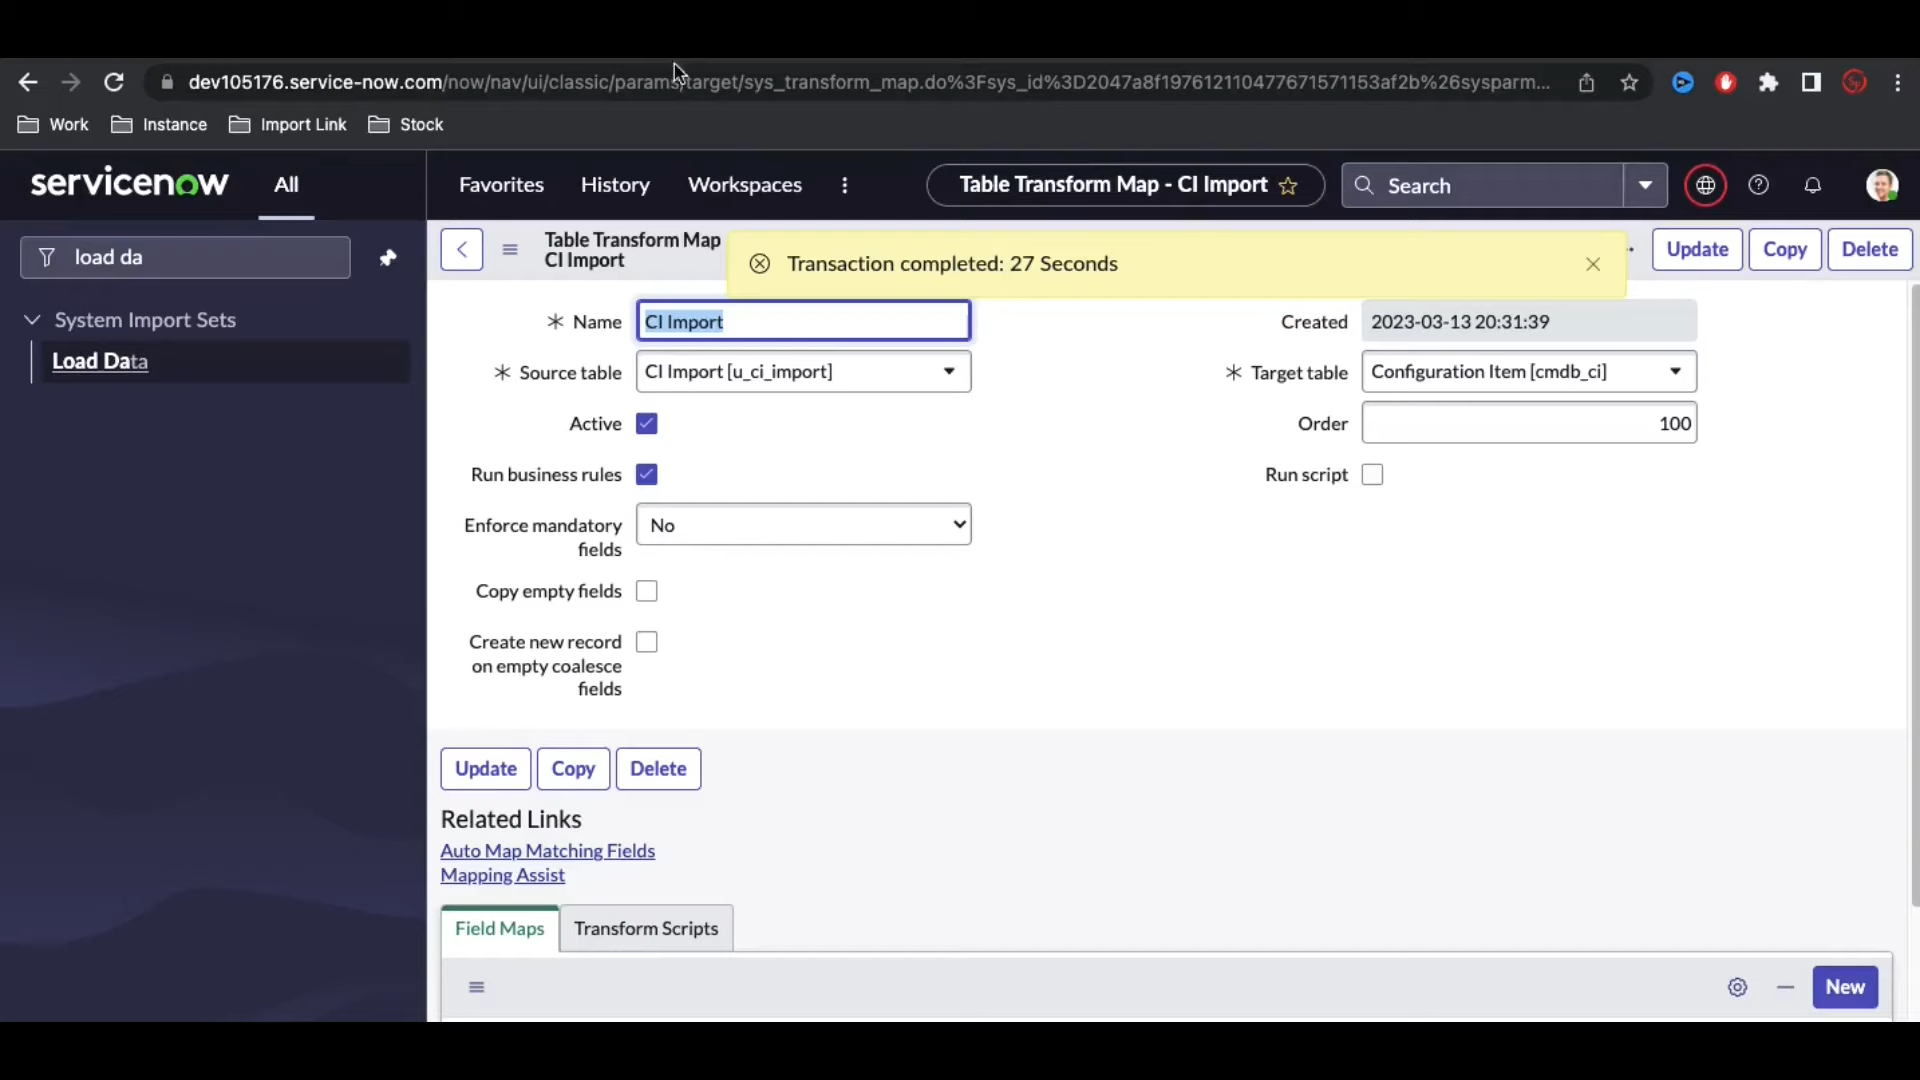 dev105176.service-now.com/now/nav/ui/classic/params/target/sys_transform_map.do%3Fsys_id%3D2047a8f197612110477671571153af2b%26sysparm...
Work Instance Import Link Stock
servicenow All Favorites History Workspaces Table Transform Map - CI Import Search
load da
System Import Sets
Load Data
Table Transform Map
CI Import
Transaction completed: 27 Seconds
Update Copy Delete
Name CI Import Created 2023-03-13 20:31:39
Source table CI Import [u_ci_import] Target table Configuration Item [cmdb_ci]
Active Order 100
Run business rules Run script
Enforce mandatory
fields
No
Copy empty fields
Create new record
on empty coalesce
fields
Update Copy Delete
Related Links
Auto Map Matching Fields
Mapping Assist
Field Maps Transform Scripts
New